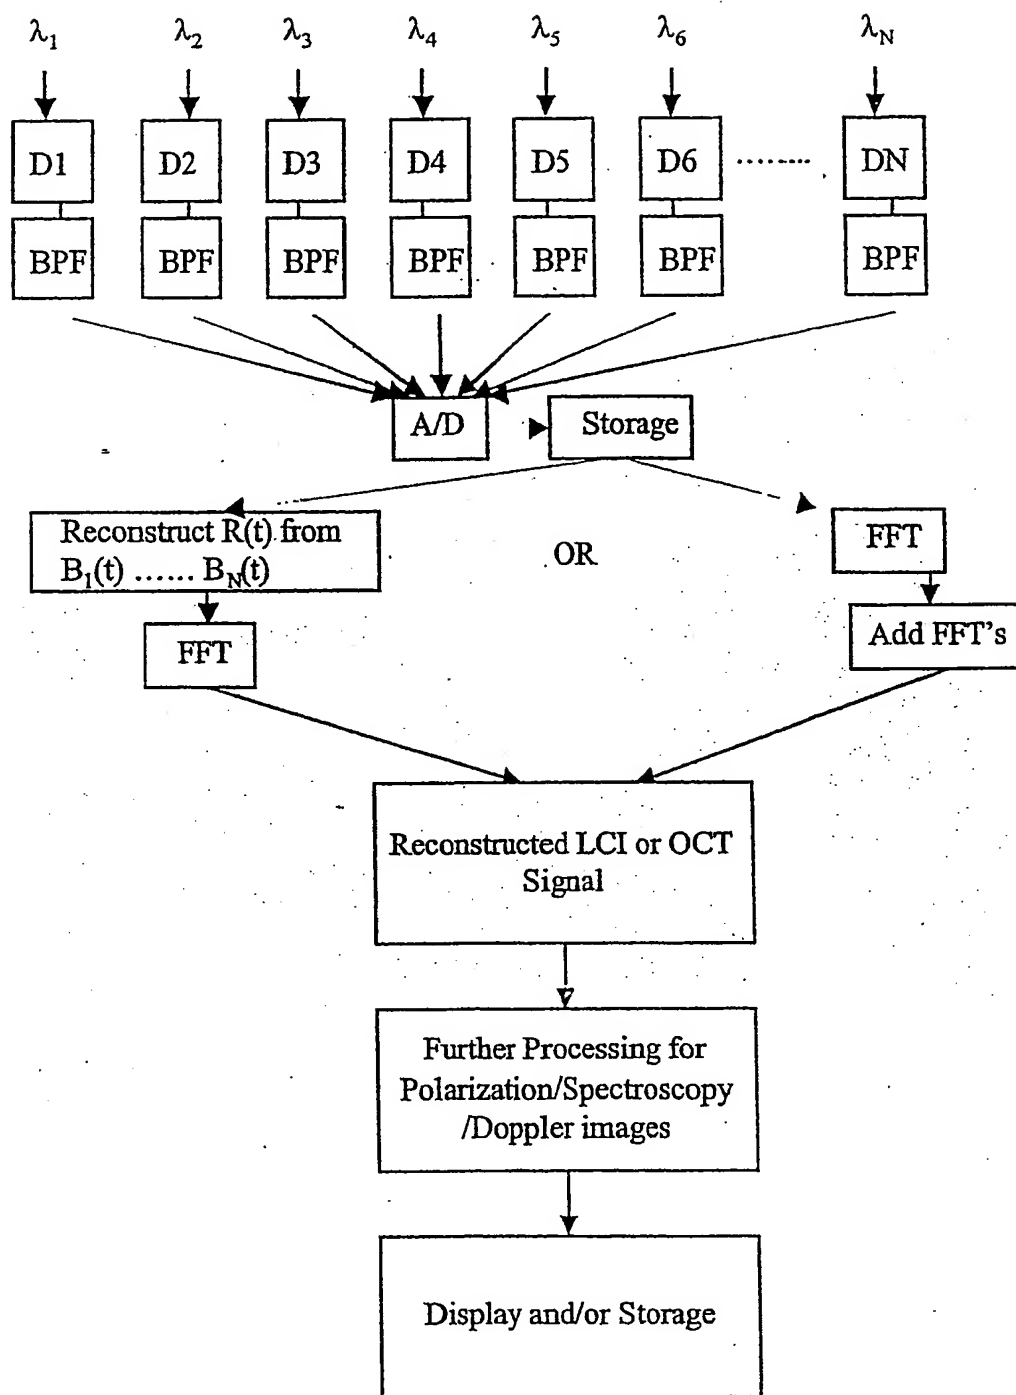 λ1 λ2 λ3 λ4 λ5 λ6 λN
D1 D2 D3 D4 D5 D6 ........ DN
BPF BPF BPF BPF BPF BPF BPF
A/D Storage
Reconstruct R(t) from
B1(t) ...... BN(t)
OR
FFT
Add FFT's
FFT
Reconstructed LCI or OCT
Signal
Further Processing for
Polarization/Spectroscopy
/Doppler images
Display and/or Storage